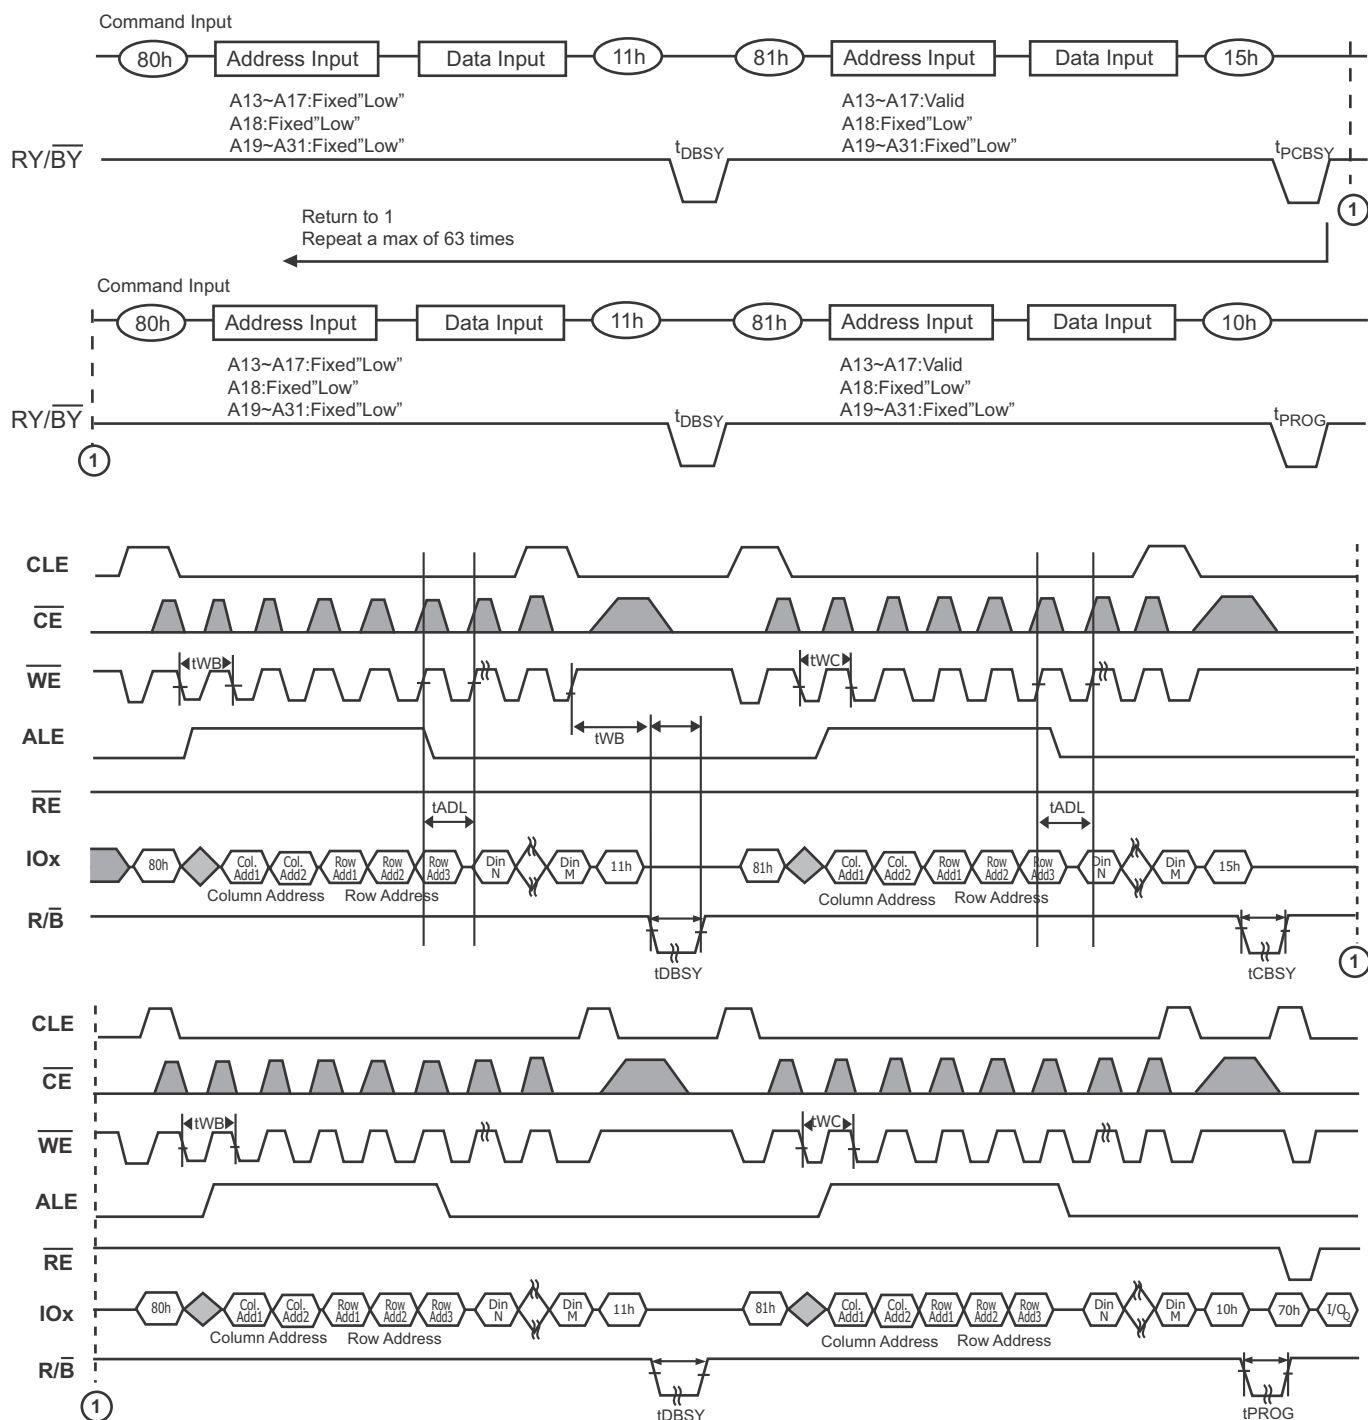 Command Input
80h Address Input Data Input 11h 81h Address Input Data Input 15h
A13~A17:Fixed"Low" A13~A17:Valid
A18:Fixed"Low" A18:Fixed"Low"
A19~A31:Fixed"Low" A19~A31:Fixed"Low"
RY/BY tDBSY tPCBSY
1
Return to 1
Repeat a max of 63 times
Command Input
80h Address Input Data Input 11h 81h Address Input Data Input 10h
A13~A17:Fixed"Low" A13~A17:Valid
A18:Fixed"Low" A18:Fixed"Low"
A19~A31:Fixed"Low" A19~A31:Fixed"Low"
RY/BY tDBSY tPROG
1
CLE
CE
WE tWB tWC
ALE tWB
RE
tADL tADL
IOx 80h Col. Add1 Col. Add2 Row Add1 Row Add2 Row Add3 Din N Din M 11h 81h Col. Add1 Col. Add2 Row Add1 Row Add2 Row Add3 Din N Din M 15h
Column Address Row Address Column Address Row Address
R/B
tDBSY tCBSY 1
CLE
CE
WE tWB tWC
ALE
RE
IOx 80h Col. Add1 Col. Add2 Row Add1 Row Add2 Row Add3 Din N Din M 11h 81h Col. Add1 Col. Add2 Row Add1 Row Add2 Row Add3 Din N Din M 10h 70h I/OQ
Column Address Row Address Column Address Row Address
R/B
1 tDBSY tPROG